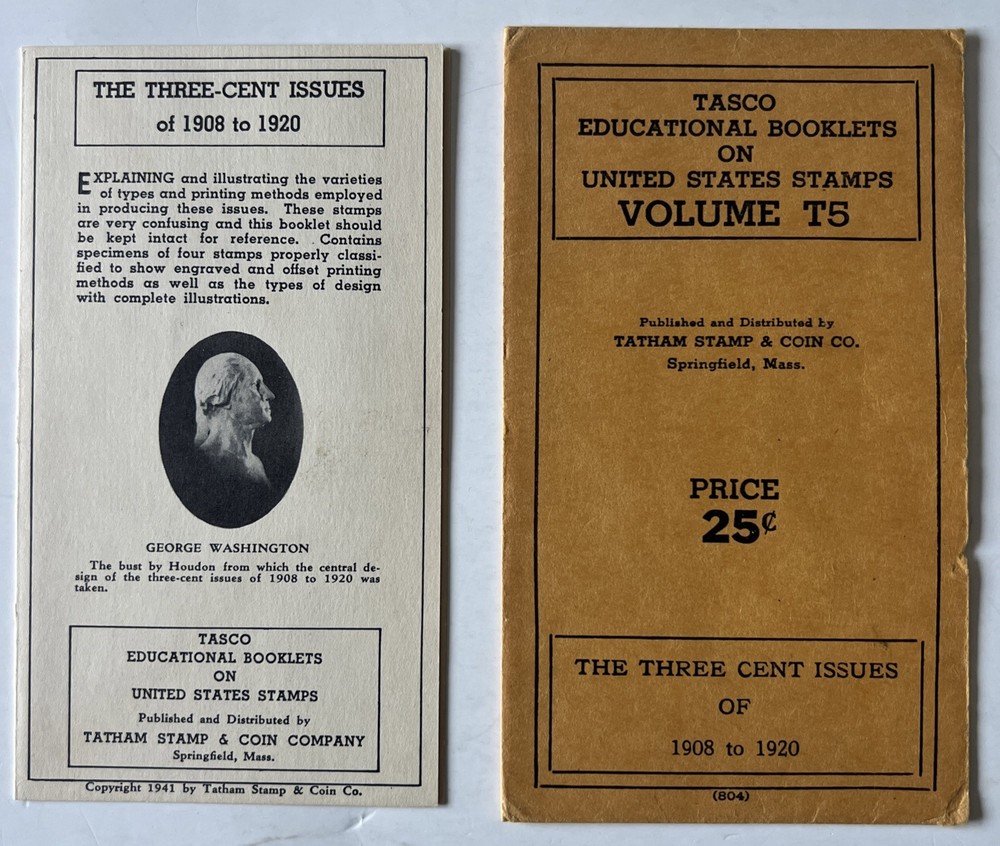 THE THREE-CENT ISSUES
of 1908 to 1920
EXPLAINING and illustrating the varieties
of types and printing methods employed
in producing these issues. These stamps
are very confusing and this booklet should
be kept intact for reference. Contains
specimens of four stamps properly classi-
fied to show engraved and offset printing
methods as well as the types of design
with complete illustrations.
GEORGE WASHINGTON
The bust by Houdon from which the central de-
sign of the three-cent issues of 1908 to 1920 was
taken.
TASCO
EDUCATIONAL BOOKLETS
ON
UNITED STATES STAMPS
Published and Distributed by
TATHAM STAMP & COIN COMPANY
Springfield, Mass.
Copyright 1941 by Tatham Stamp & Coin Co.
TASCO
EDUCATIONAL BOOKLETS
ON
UNITED STATES STAMPS
VOLUME T5
Published and Distributed by
TATHAM STAMP & COIN CO.
Springfield, Mass.
PRICE
25¢
THE THREE CENT ISSUES
OF
1908 to 1920
(804)